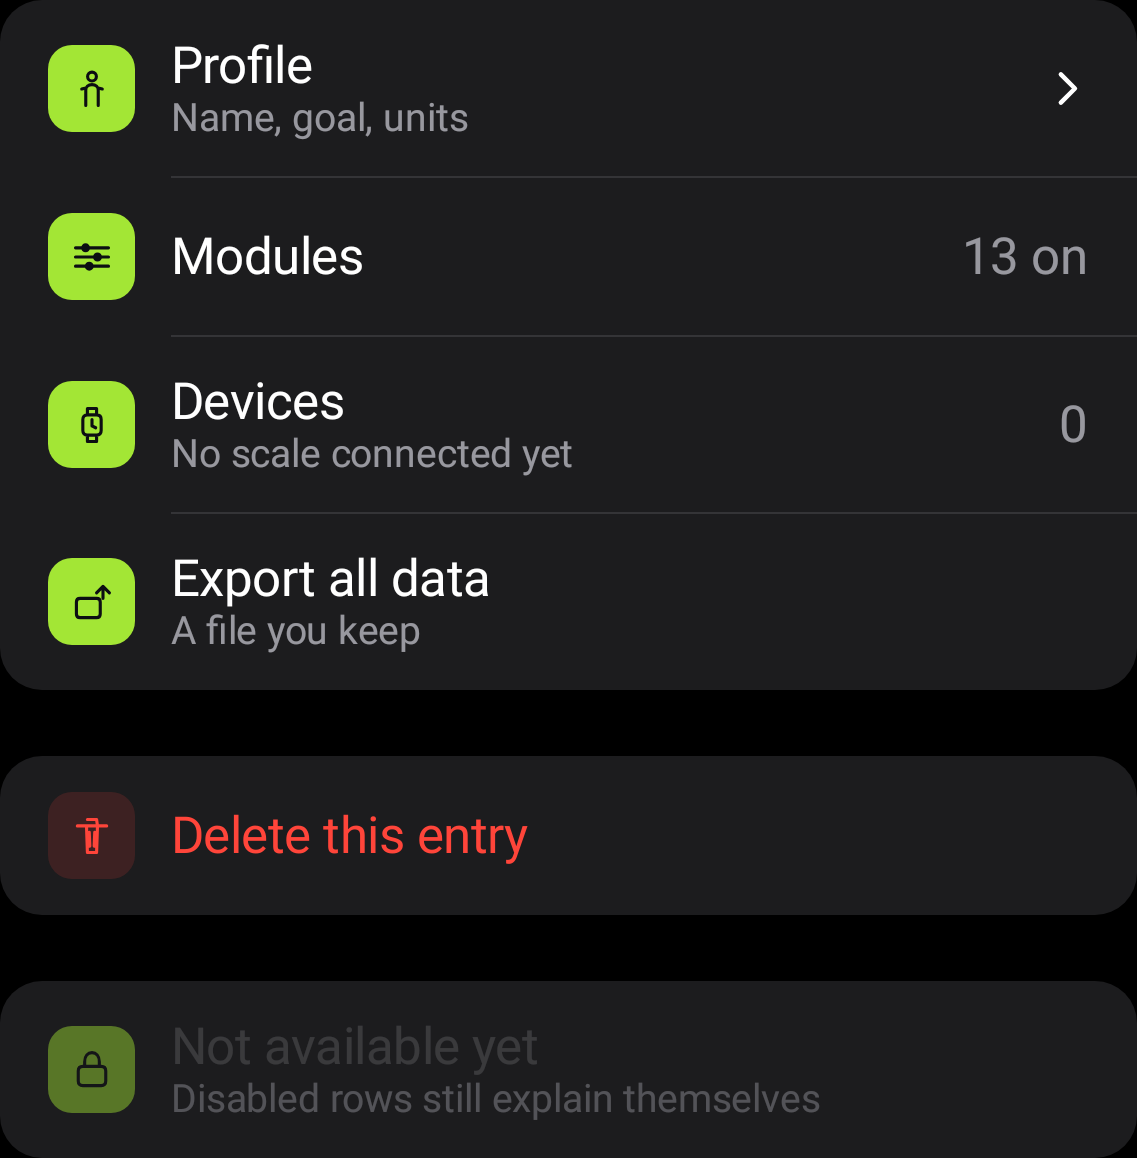 Profile
Name, goal, units
Modules
13 on
Devices
No scale connected yet
0
Export all data
A file you keep
Delete this entry
Not available yet
Disabled rows still explain themselves